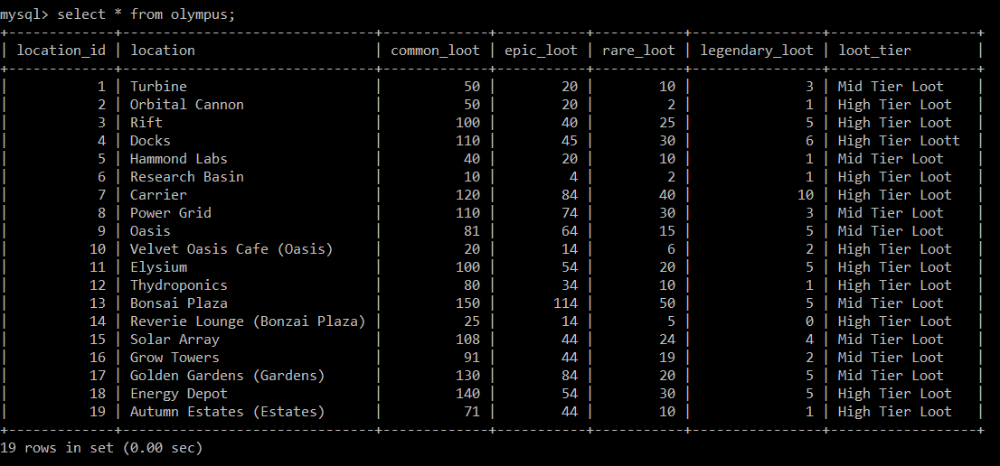 mysql> select * from olympus;
+-------------+-------------------------------+-------------+-----------+-----------+----------------+------------------+
| location_id | location                      | common_loot | epic_loot | rare_loot | legendary_loot | loot_tier        |
+-------------+-------------------------------+-------------+-----------+-----------+----------------+------------------+
|           1 | Turbine                       |          50 |        20 |        10 |              3 | Mid Tier Loot    |
|           2 | Orbital Cannon                |          50 |        20 |         2 |              1 | High Tier Loot   |
|           3 | Rift                          |         100 |        40 |        25 |              5 | High Tier Loot   |
|           4 | Docks                         |         110 |        45 |        30 |              6 | High Tier Loott  |
|           5 | Hammond Labs                  |          40 |        20 |        10 |              1 | Mid Tier Loot    |
|           6 | Research Basin                |          10 |         4 |         2 |              1 | High Tier Loot   |
|           7 | Carrier                       |         120 |        84 |        40 |             10 | High Tier Loot   |
|           8 | Power Grid                    |         110 |        74 |        30 |              3 | Mid Tier Loot    |
|           9 | Oasis                         |          81 |        64 |        15 |              5 | Mid Tier Loot    |
|          10 | Velvet Oasis Cafe (Oasis)     |          20 |        14 |         6 |              2 | High Tier Loot   |
|          11 | Elysium                       |         100 |        54 |        20 |              5 | High Tier Loot   |
|          12 | Thydroponics                  |          80 |        34 |        10 |              1 | High Tier Loot   |
|          13 | Bonsai Plaza                  |         150 |       114 |        50 |              5 | Mid Tier Loot    |
|          14 | Reverie Lounge (Bonzai Plaza) |          25 |        14 |         5 |              0 | High Tier Loot   |
|          15 | Solar Array                   |         108 |        44 |        24 |              4 | Mid Tier Loot    |
|          16 | Grow Towers                   |          91 |        44 |        19 |              2 | Mid Tier Loot    |
|          17 | Golden Gardens (Gardens)      |         130 |        84 |        20 |              5 | Mid Tier Loot    |
|          18 | Energy Depot                  |         140 |        54 |        30 |              5 | High Tier Loot   |
|          19 | Autumn Estates (Estates)      |          71 |        44 |        10 |              1 | High Tier Loot   |
+-------------+-------------------------------+-------------+-----------+-----------+----------------+------------------+
19 rows in set (0.00 sec)